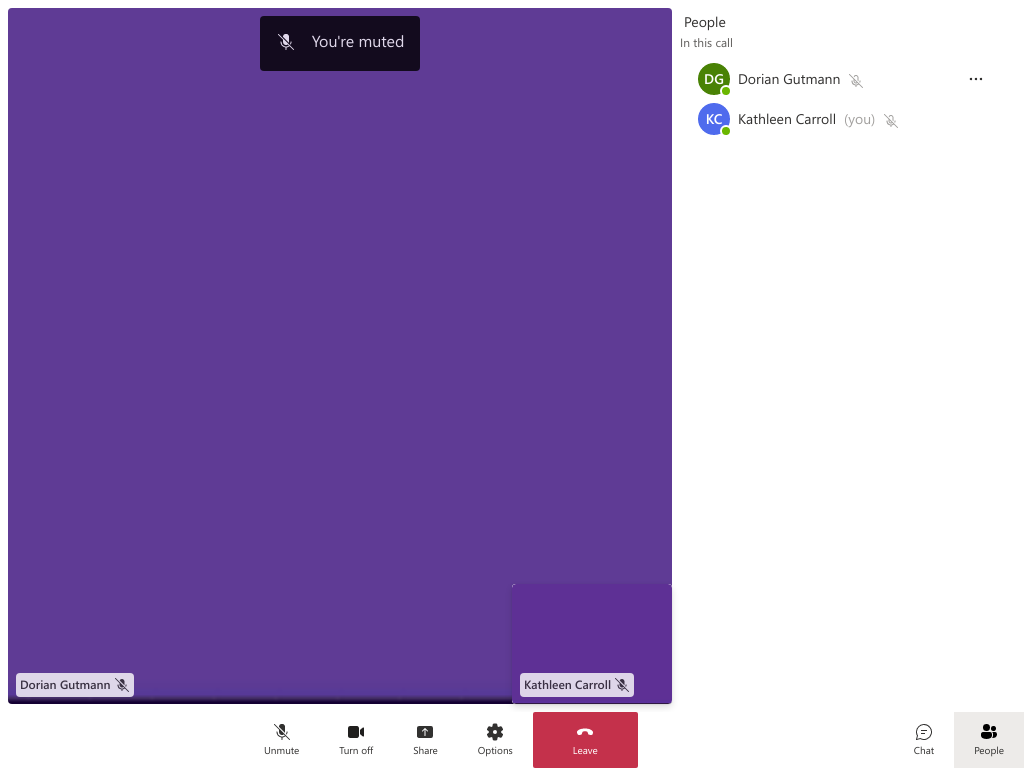 You're muted
People
In this call
DG Dorian Gutmann
KC Kathleen Carroll (you)
Dorian Gutmann
Kathleen Carroll
Unmute Turn off Share Options Leave Chat People